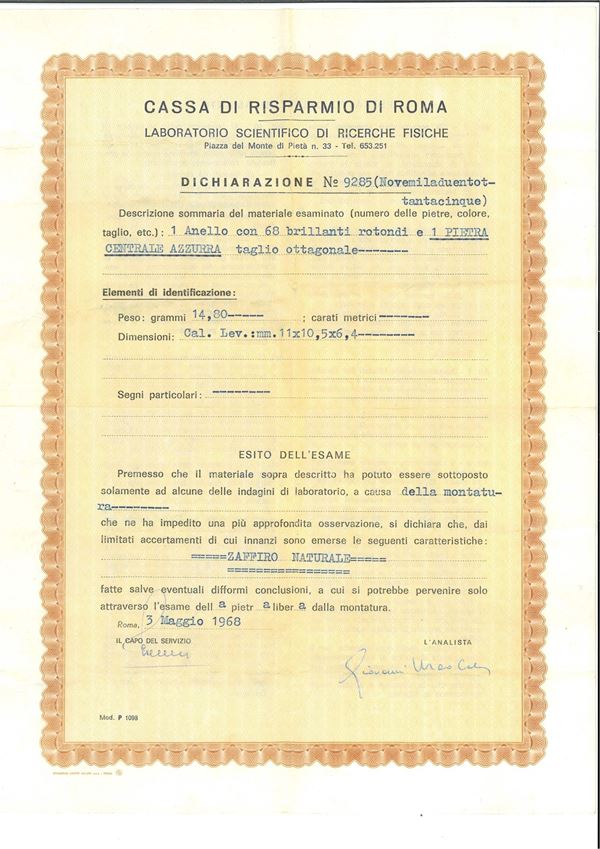 CASSA DI RISPARMIO DI ROMA
LABORATORIO SCIENTIFICO DI RICERCHE FISICHE
Piazza del Monte di Pietà n. 33 - Tel. 653.251
DICHIARAZIONE No 9285(Novemiladuentot-
tantacinque)
Descrizione sommaria del materiale esaminato (numero delle pietre, colore,
taglio, etc.) : 1 Anello con 68 brillanti rotondi e 1 PIETRA
CENTRALE AZZURRA taglio ottagonale--------
Elementi di identificazione :
Peso: grammi 14,80----- ; carati metrici -------
Dimensioni: Cal. Lev.:mm.11x10,5x6,4--------
Segni particolari : --------
ESITO DELL'ESAME
Premesso che il materiale sopra descritto ha potuto essere sottoposto
solamente ad alcune delle indagini di laboratorio, a causa della montatu-
ra--------
che ne ha impedito una più approfondita osservazione, si dichiara che, dai
limitati accertamenti di cui innanzi sono emerse le seguenti caratteristiche :
=====ZAFFIRO NATURALE=====
=================
fatte salve eventuali difformi conclusioni, a cui si potrebbe pervenire solo
attraverso l'esame dell a pietr a liber a dalla montatura.
Roma, 3 Maggio 1968
IL CAPO DEL SERVIZIO
L'ANALISTA
Giovanni
Mod. P 1098